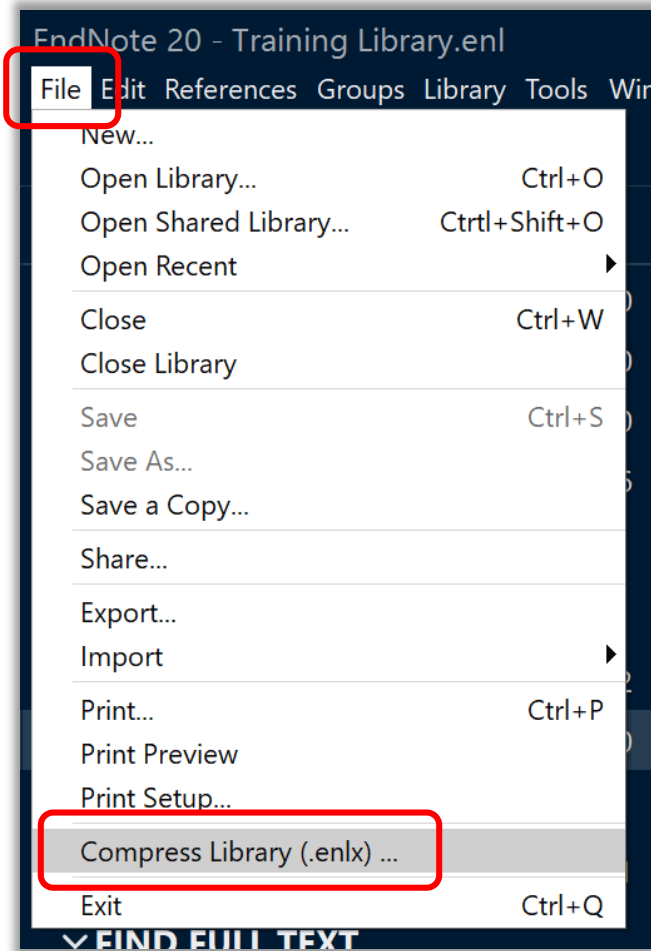 EndNote 20 - Training Library.enl
File Edit References Groups Library Tools
New...
Open Library... Ctrl+O
Open Shared Library... Ctrtl+Shift+O
Open Recent
Close Ctrl+W
Close Library
Save Ctrl+S
Save As...
Save a Copy...
Share...
Export...
Import
Print... Ctrl+P
Print Preview
Print Setup...
Compress Library (.enlx) ...
Exit Ctrl+Q
FIND FULL TEXT